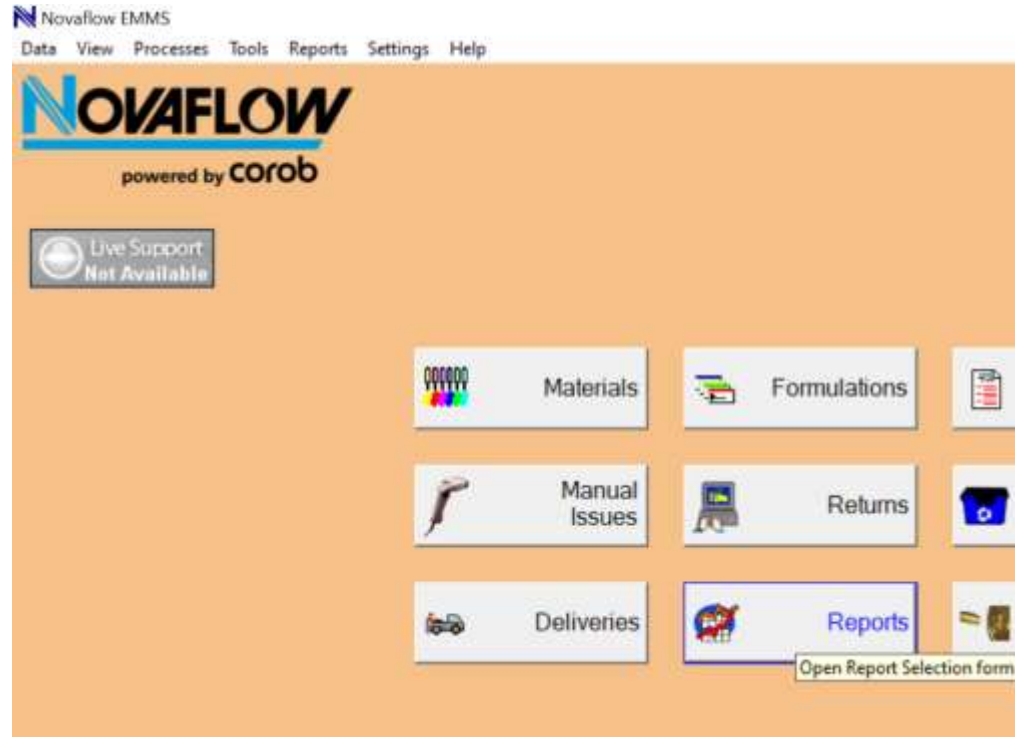 Novaflow EMMS
Data View Processes Tools Reports Settings Help
NOVAFLOW
powered by corob
Live Support
Not Available
Materials
Formulations
Manual
Issues
Returns
Deliveries
Reports
Open Report Selection form